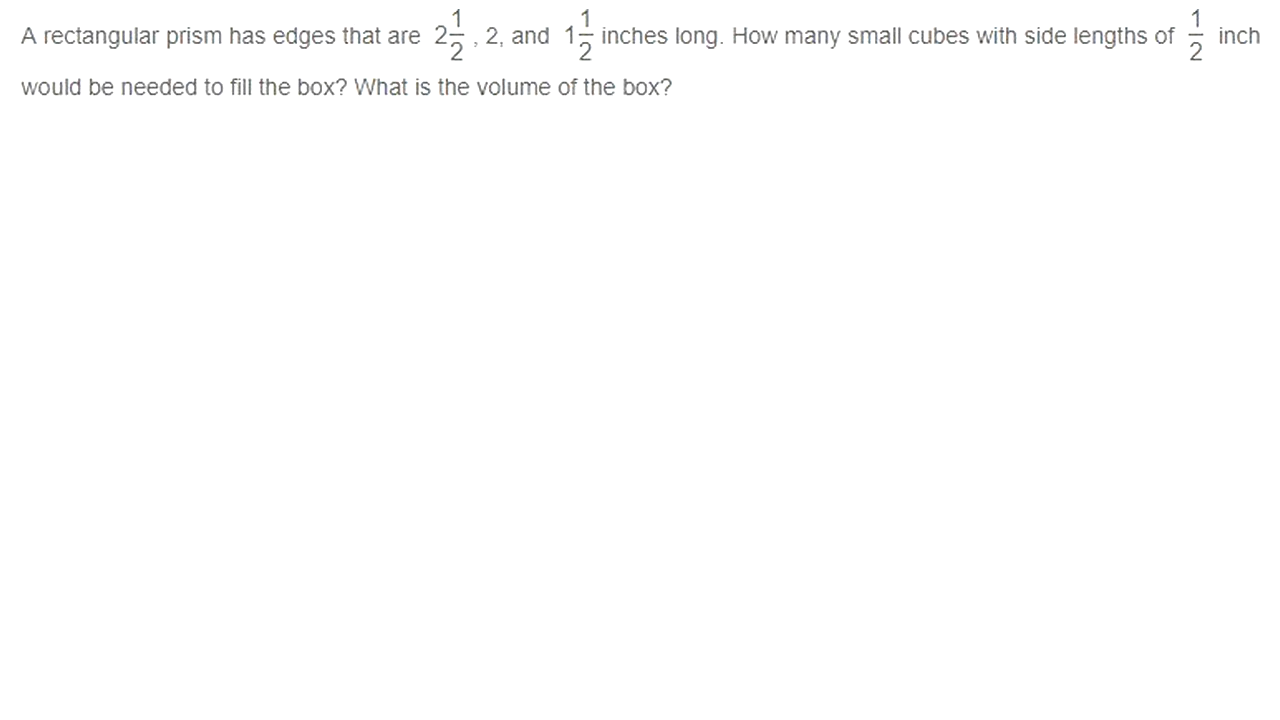 A rectangular prism has edges that are 2 1/2 , 2, and 1 1/2 inches long. How many small cubes with side lengths of 1/2 inch
would be needed to fill the box? What is the volume of the box?